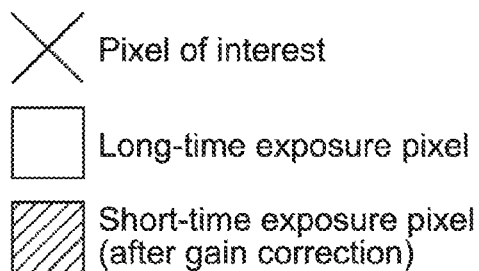 Pixel of interest
Long-time exposure pixel
Short-time exposure pixel
(after gain correction)